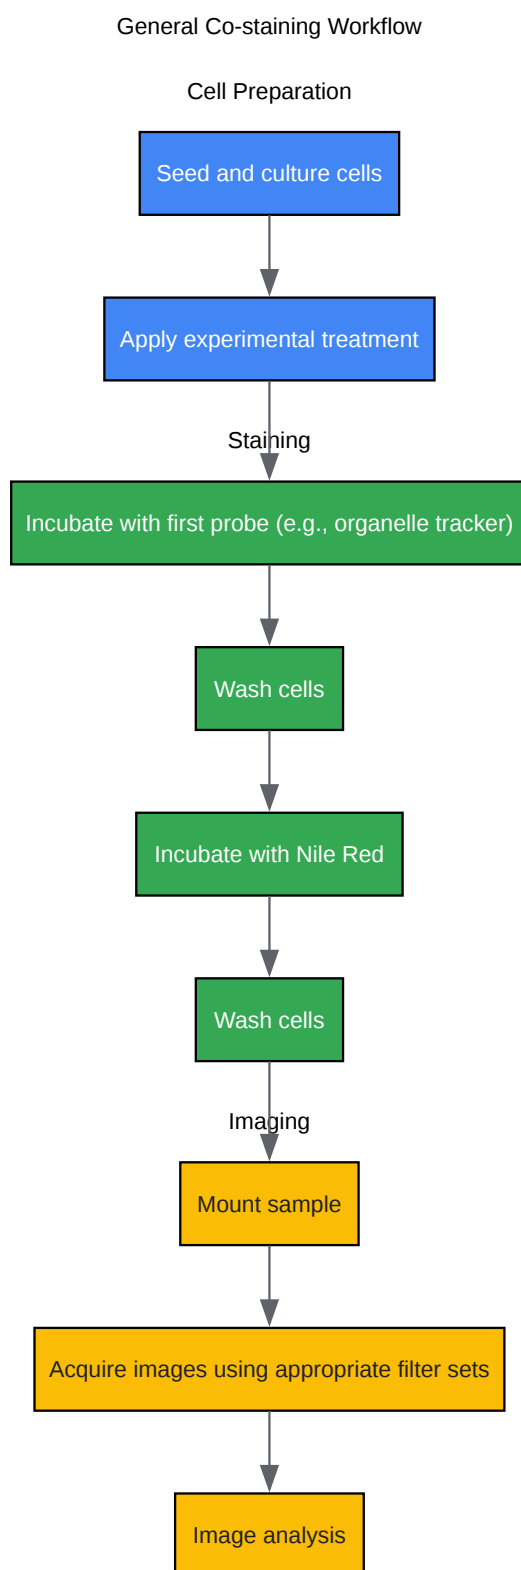 General Co-staining Workflow
Cell Preparation
Seed and culture cells
Apply experimental treatment
Staining
Incubate with first probe (e.g., organelle tracker)
Wash cells
Incubate with Nile Red
Wash cells
Imaging
Mount sample
Acquire images using appropriate filter sets
Image analysis